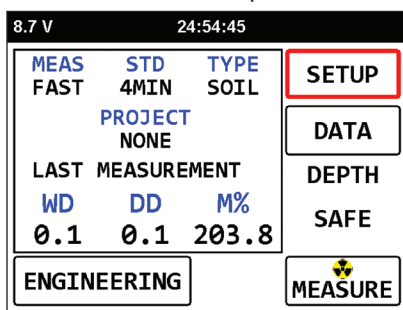 8.7 V 24:54:45
MEAS STD TYPE
FAST 4MIN SOIL
PROJECT
NONE
LAST MEASUREMENT
WD DD M%
0.1 0.1 203.8
SETUP
DATA
DEPTH
SAFE
ENGINEERING
MEASURE